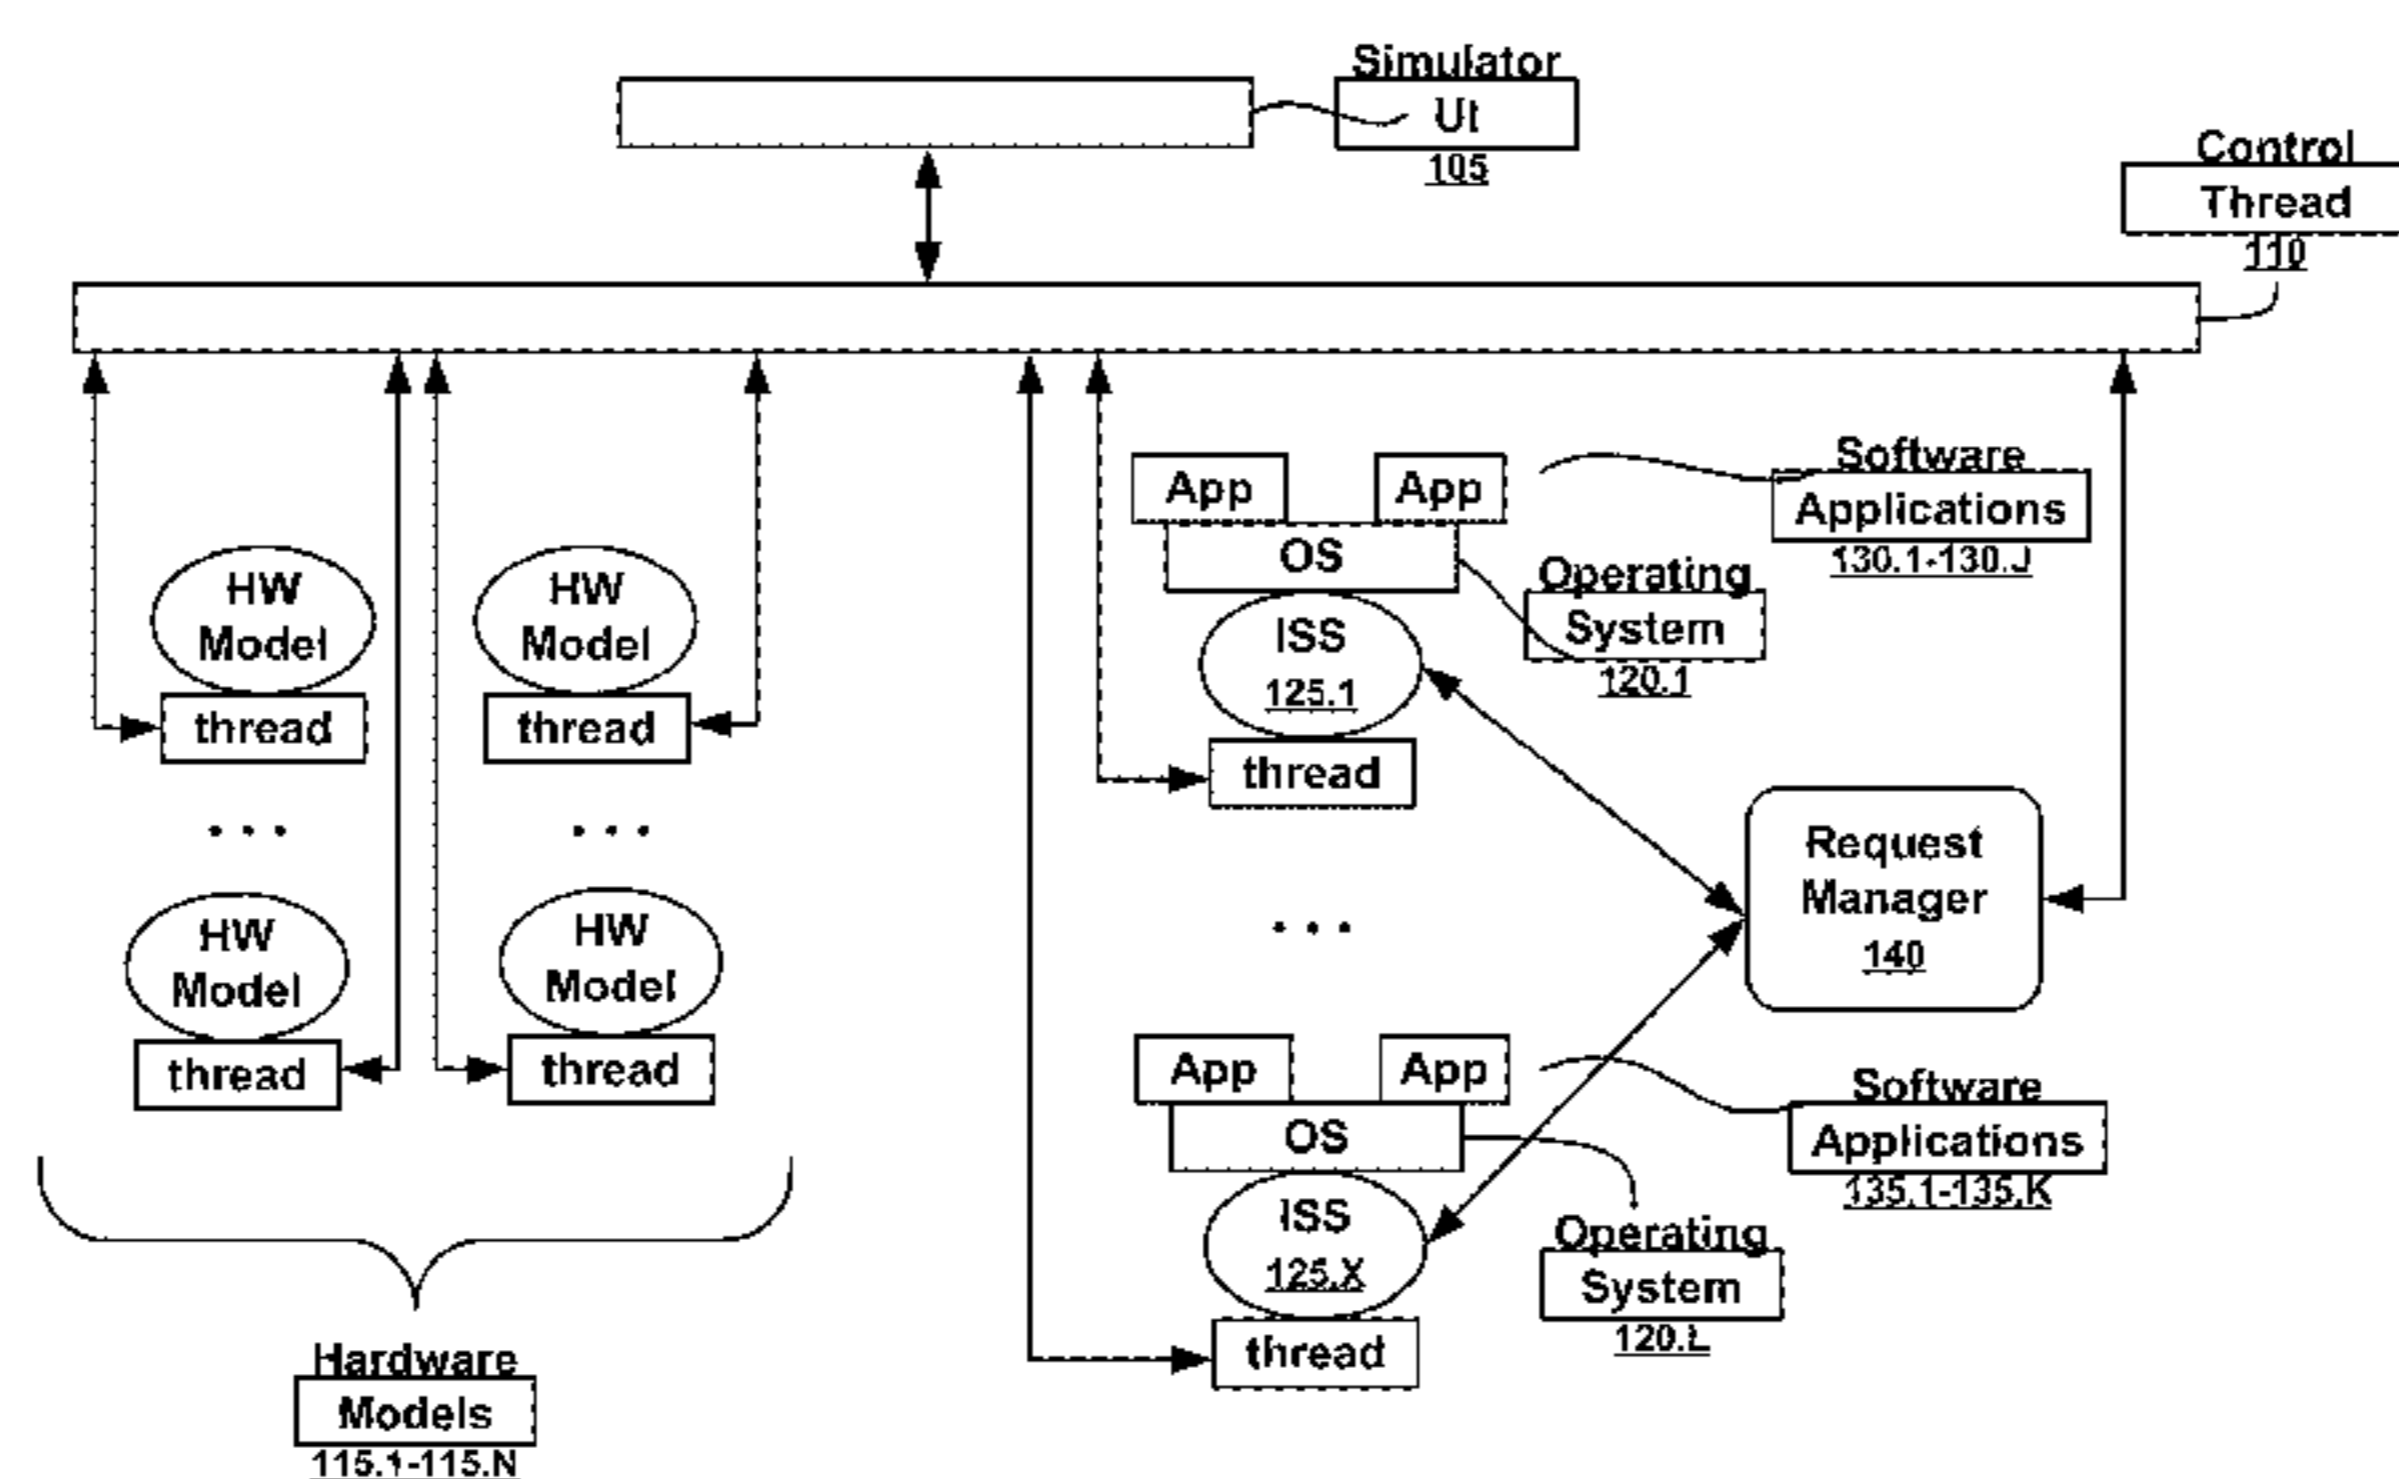 Simulator
UI
105
Control
Thread
110
App
App
Software
Applications
130.1-130.J
OS
Operating
System
120.1
ISS
125.1
thread
HW
Model
thread
HW
Model
thread
...
...
HW
Model
thread
HW
Model
thread
...
Request
Manager
140
App
App
Software
Applications
135.1-135.K
OS
Operating
System
120.L
ISS
125.X
thread
Hardware
Models
115.1-115.N